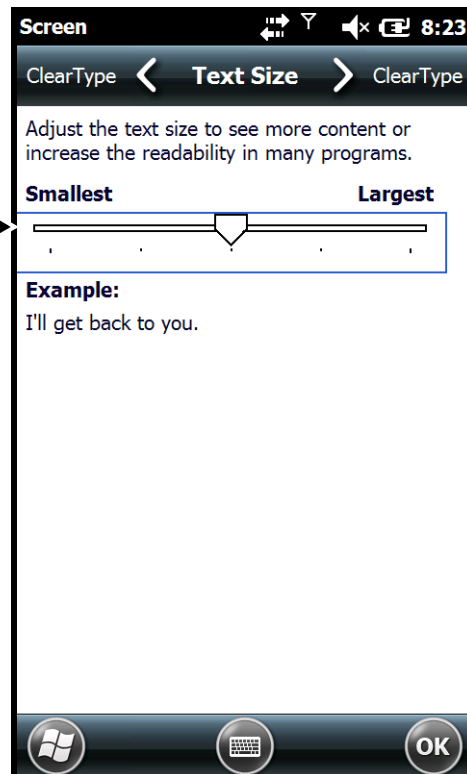 Screen 8:23
ClearType Text Size ClearType
Adjust the text size to see more content or
increase the readability in many programs.
Smallest Largest
Example:
I'll get back to you.
OK